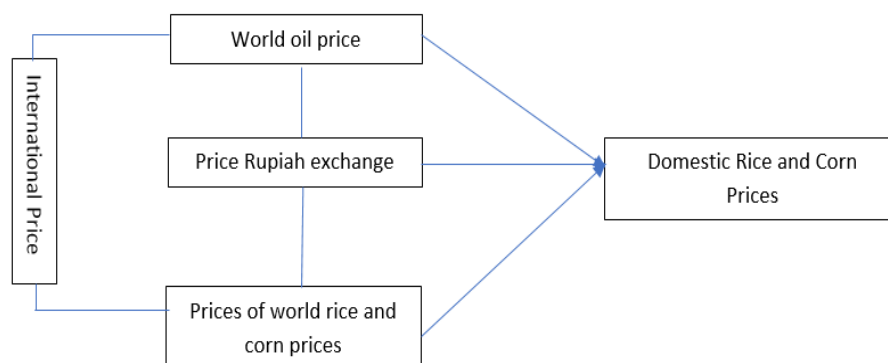 World oil price
International Price
Price Rupiah exchange
Domestic Rice and Corn
Prices
Prices of world rice and
corn prices